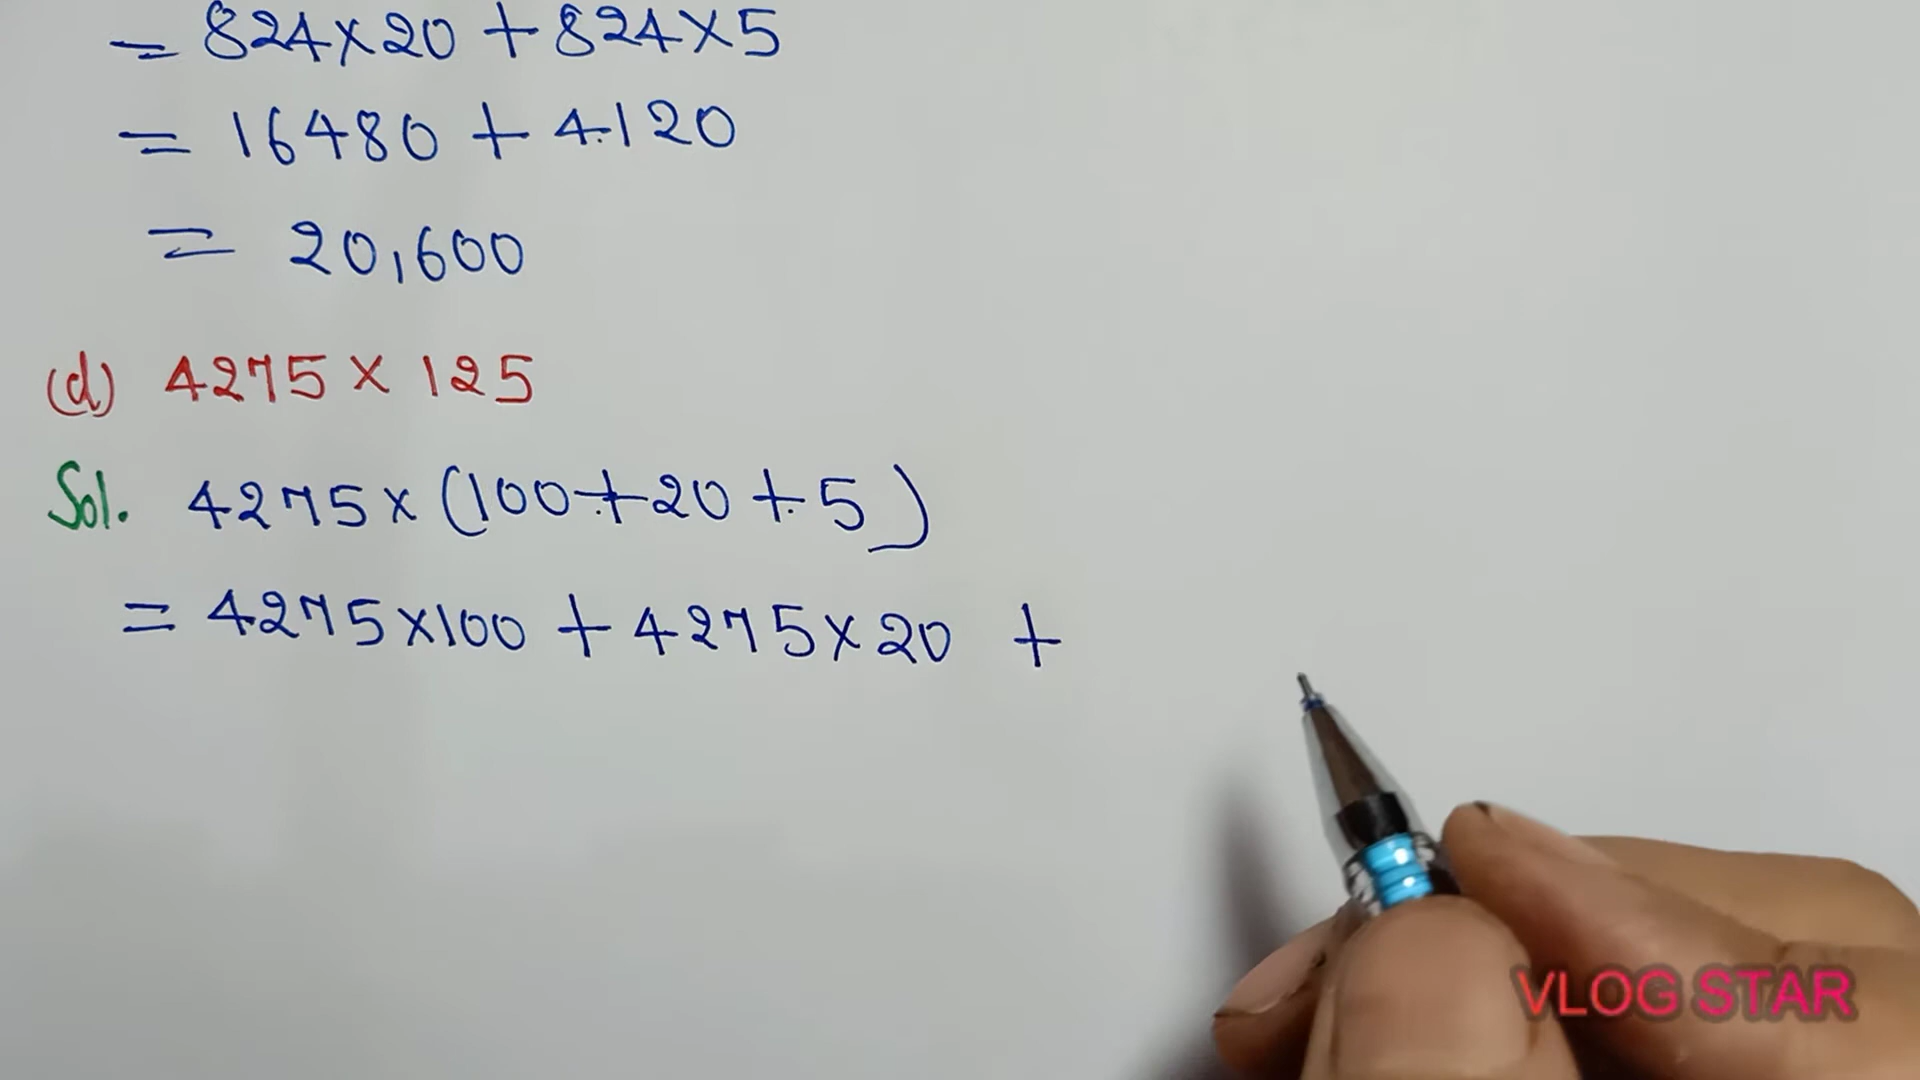 = 824×20 + 824×5
= 16480 + 4120
= 20,600
(d) 4275 × 125
Sol. 4275 × (100+20+5)
= 4275×100 + 4275×20 +
VLOG STAR